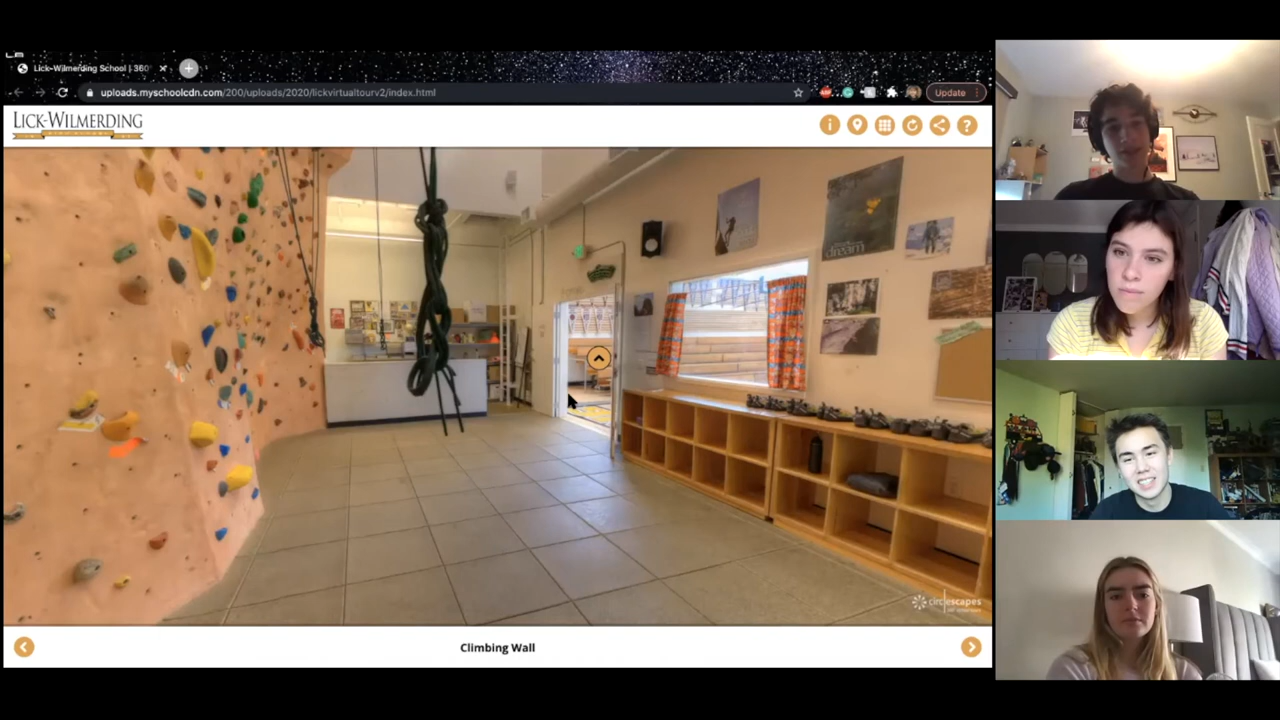 Lick-Wilmerding School | 360°
uploads.myschoolcdn.com/200/uploads/2020/lickvirtualtourv2/index.html
Update
LICK-WILMERDING
dream
circlescapes
Climbing Wall